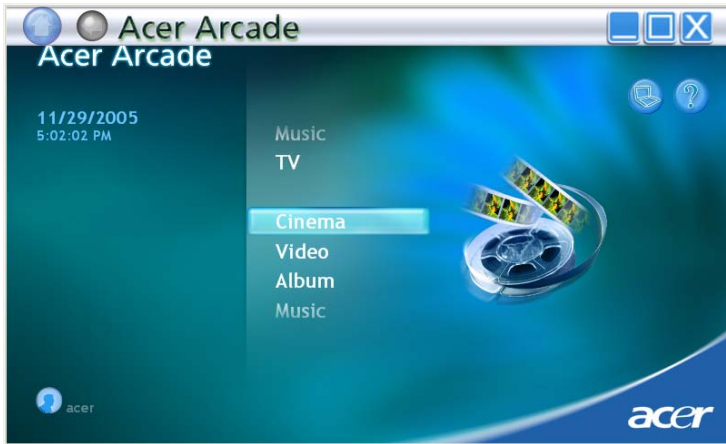 Acer Arcade
Acer Arcade
11/29/2005
5:02:02 PM
Music
TV
Cinema
Video
Album
Music
acer
acer